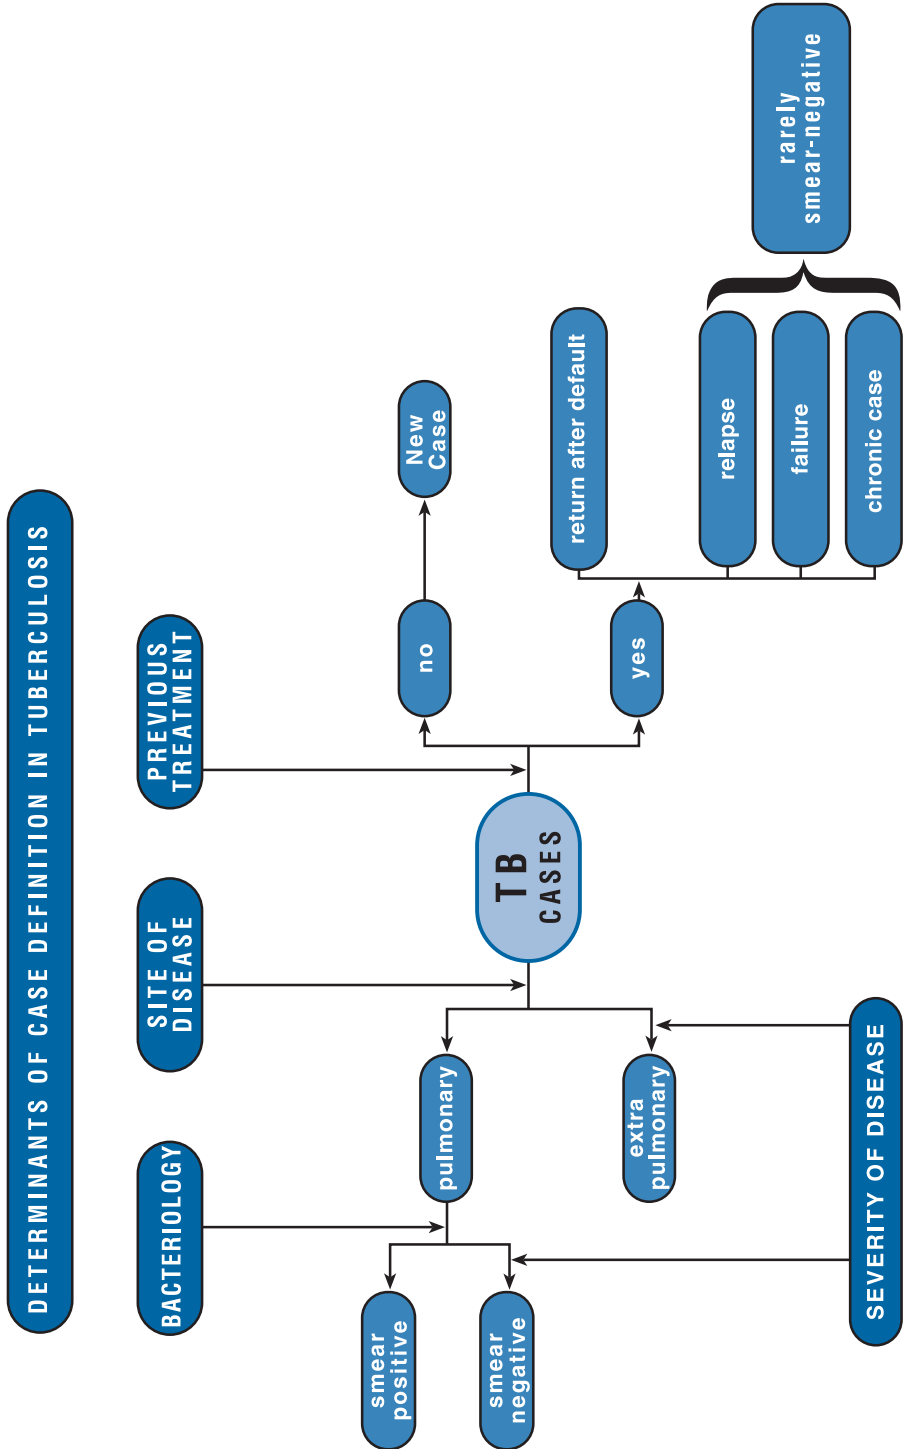 DETERMINANTS OF CASE DEFINITION IN TUBERCULOSIS
BACTERIOLOGY
SITE OF
DISEASE
PREVIOUS
TREATMENT
smear
positive
smear
negative
pulmonary
extra
pulmonary
TB
CASES
no
yes
New
Case
return after default
relapse
failure
chronic case
rarely
smear-negative
SEVERITY OF DISEASE